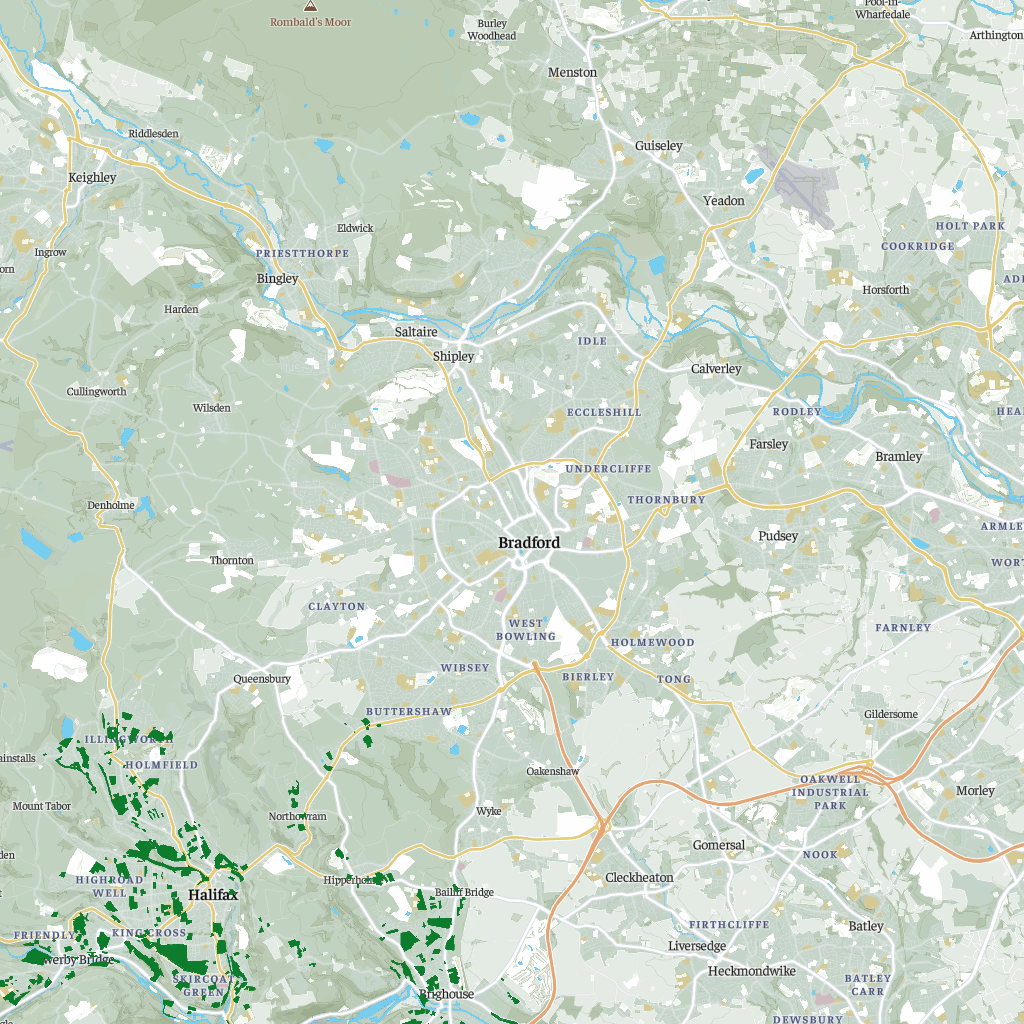 Pool-in-
Wharfedale
Rombald's Moor
Burley
Woodhead
Arthington
Menston
Riddlesden
Guiseley
Keighley
Yeadon
Eldwick
HOLT PARK
COOKRIDGE
Ingrow
PRIESTTHORPE
Bingley
Horsforth
Harden
Saltaire
IDLE
Shipley
Calverley
Cullingworth
Wilsden
ECCLESHILL
RODLEY
Farsley
Bramley
UNDERCLIFFE
THORNBURY
Denholme
Bradford
Pudsey
Thornton
CLAYTON
WEST
BOWLING
FARNLEY
HOLMEWOOD
WIBSEY
Queensbury
BIERLEY
TONG
BUTTERSHAW
Gildersome
ILLINGWORTH
HOLMFIELD
Oakenshaw
OAKWELL
INDUSTRIAL
PARK
Morley
Mount Tabor
Wyke
Northowram
Gomersal
NOOK
HIGHROAD
WELL
Halifax
Hipperholme
Bailiff Bridge
Cleckheaton
FRIENDLY
KING CROSS
FIRTHCLIFFE
Batley
Liversedge
Heckmondwike
SKIRCOAT
GREEN
BATLEY
CARR
Brighouse
DEWSBURY